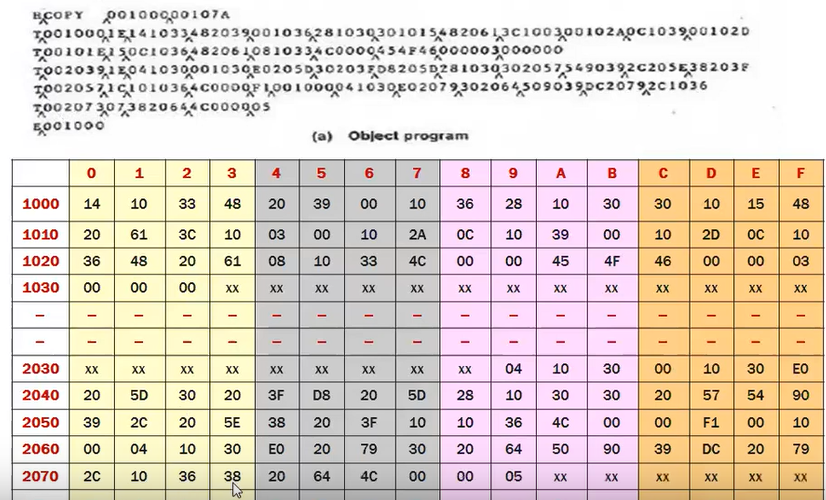 HCOPY 00100000107A
T0010001E1410334820390010362810303010154820613C100300102A0C103900102D
T00101E150C10364820610810334C0000454F46000003000000
T0020391E041030001030E0205D30203FD8205D2810303020575490392C205E38203F
T0020571C1010364C0000F1001000041030E02079302064509039DC20792C1036
T002073073820644C000005
E001000
(a) Object program
0 1 2 3 4 5 6 7 8 9 A B C D E F
1000 14 10 33 48 20 39 00 10 36 28 10 30 30 10 15 48
1010 20 61 3C 10 03 00 10 2A 0C 10 39 00 10 2D 0C 10
1020 36 48 20 61 08 10 33 4C 00 00 45 4F 46 00 00 03
1030 00 00 00 xx xx xx xx xx xx xx xx xx xx xx xx xx
– – – – – – – – – – – – – – – – –
– – – – – – – – – – – – – – – – –
2030 xx xx xx xx xx xx xx xx xx 04 10 30 00 10 30 E0
2040 20 5D 30 20 3F D8 20 5D 28 10 30 30 20 57 54 90
2050 39 2C 20 5E 38 20 3F 10 10 36 4C 00 00 F1 00 10
2060 00 04 10 30 E0 20 79 30 20 64 50 90 39 DC 20 79
2070 2C 10 36 38 20 64 4C 00 00 05 xx xx xx xx xx xx